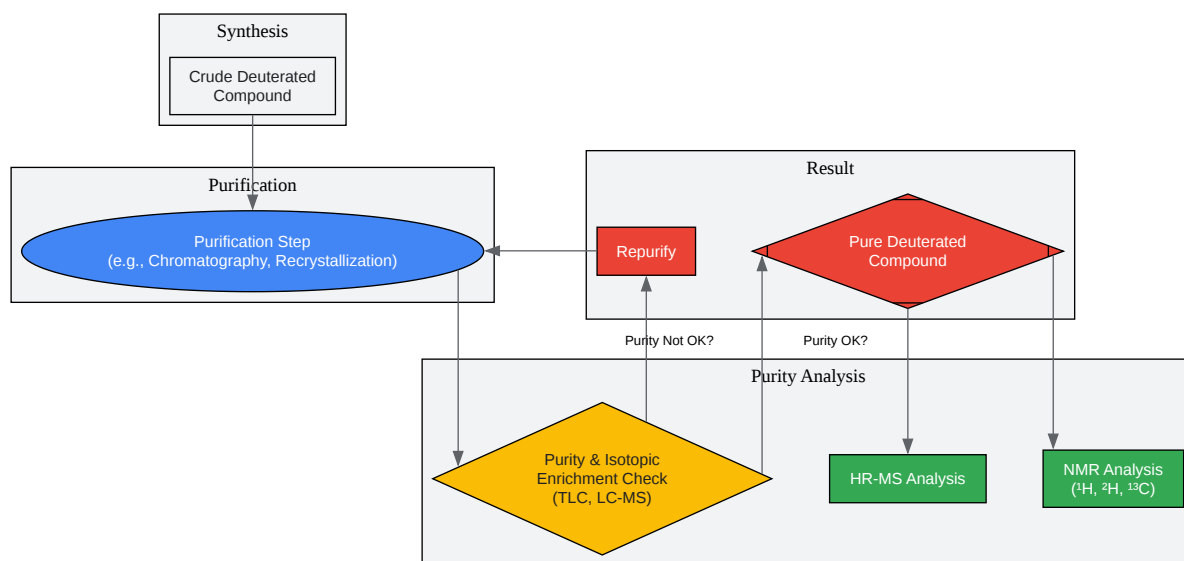 Synthesis
Crude Deuterated
Compound
Purification
Purification Step
(e.g., Chromatography, Recrystallization)
Result
Repurify
Pure Deuterated
Compound
Purity Not OK?
Purity OK?
Purity Analysis
Purity & Isotopic
Enrichment Check
(TLC, LC-MS)
HR-MS Analysis
NMR Analysis
(¹H, ²H, ¹³C)